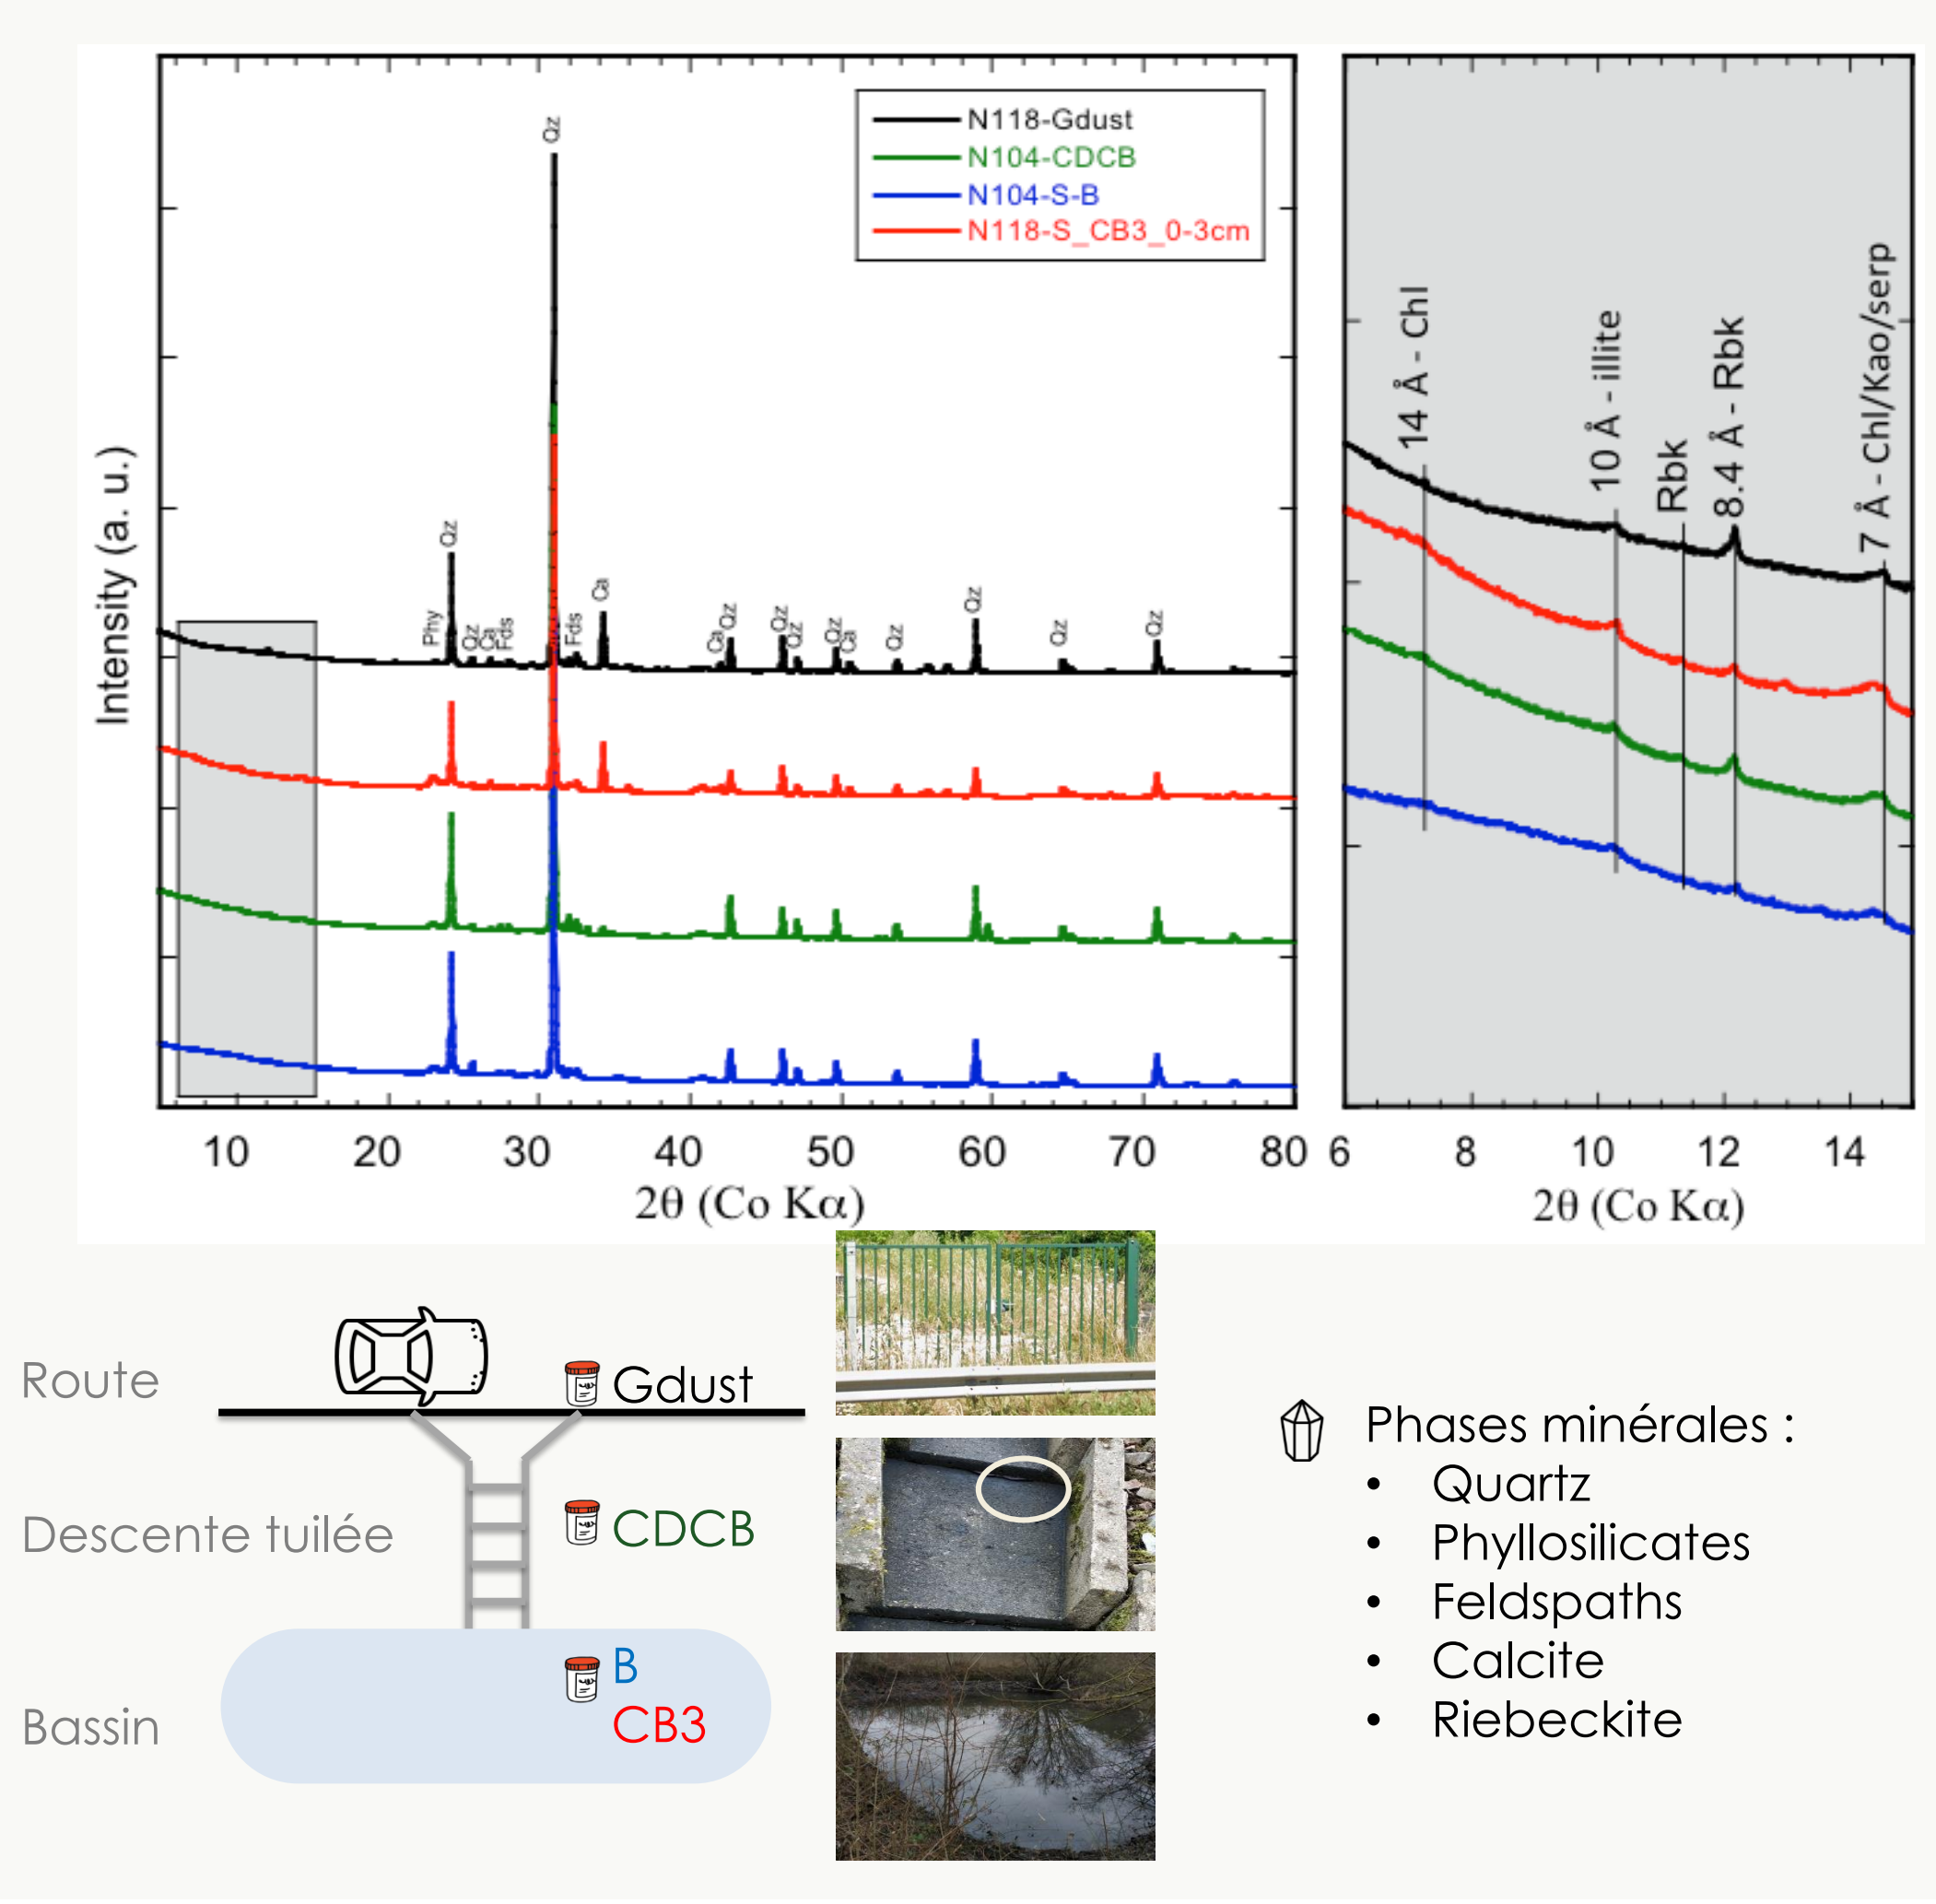 N118-Gdust
N104-CDCB
N104-S-B
N118-S_CB3_0-3cm
Intensity (a. u.)
Phy
Qz
Qz
Ca
Fds
Qz
Fds
Ca
Ca
Qz
Qz
Qz
Qz
Ca
Qz
Qz
Qz
Qz
10 20 30 40 50 60 70 80
2θ (Co Kα)
14 Å - Chl
10 Å - illite
Rbk
8.4 Å - Rbk
7 Å - Chl/Kao/serp
6 8 10 12 14
2θ (Co Kα)
Route
Gdust
Descente tuilée
CDCB
Bassin
B
CB3
Phases minérales :
• Quartz
• Phyllosilicates
• Feldspaths
• Calcite
• Riebeckite